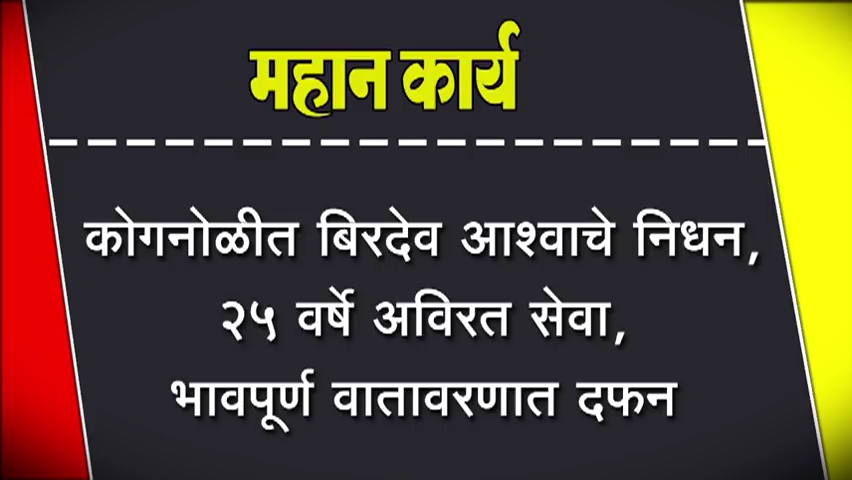 महान कार्य
कोगनोळीत बिरदेव आश्वाचे निधन,
२५ वर्षे अविरत सेवा,
भावपूर्ण वातावरणात दफन